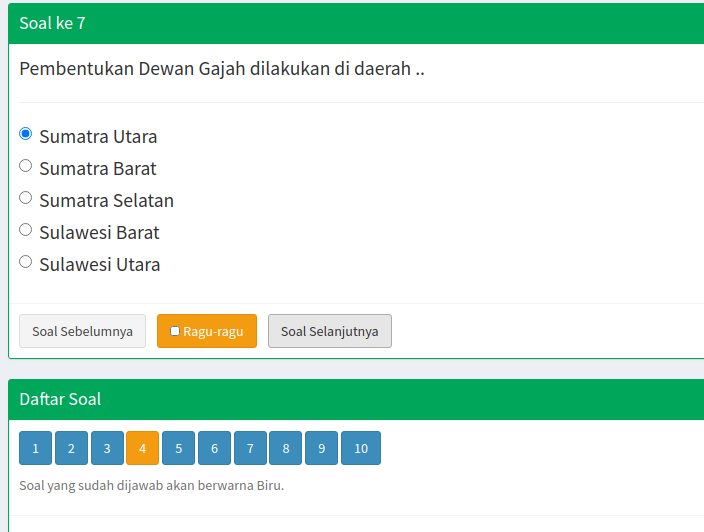 Soal ke 7
Pembentukan Dewan Gajah dilakukan di daerah ..
Sumatra Utara
Sumatra Barat
Sumatra Selatan
Sulawesi Barat
Sulawesi Utara
Soal Sebelumnya Ragu-ragu Soal Selanjutnya
Daftar Soal
1 2 3 4 5 6 7 8 9 10
Soal yang sudah dijawab akan berwarna Biru.